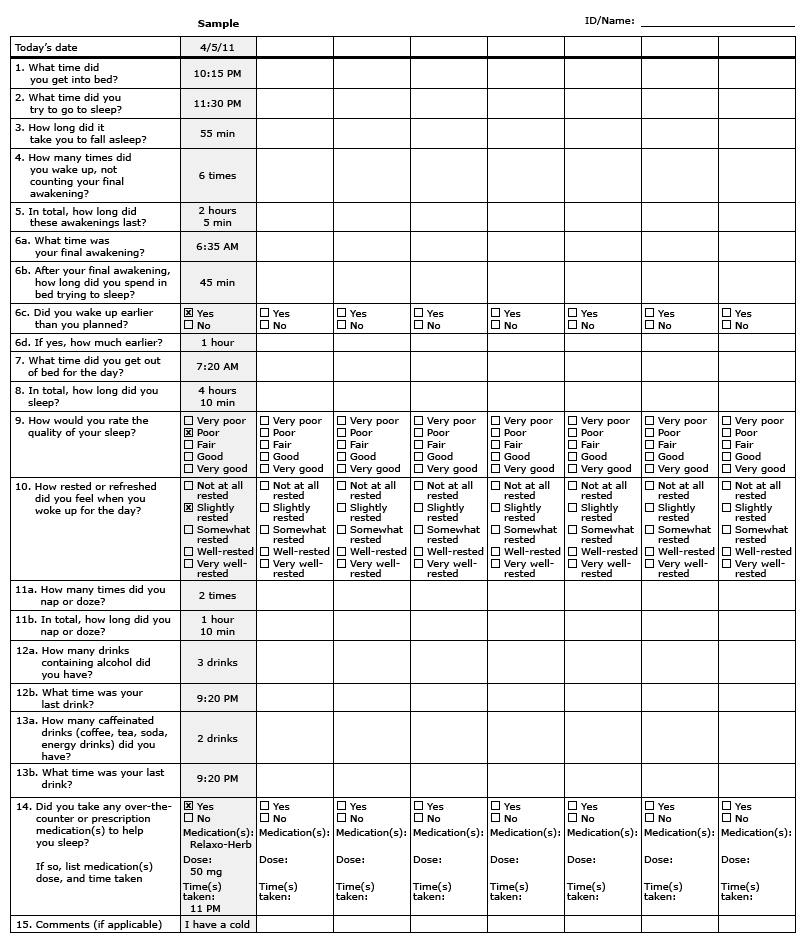 Sample
ID/Name:
Today's date
4/5/11
1. What time did
you get into bed?
10:15 PM
2. What time did you
try to go to sleep?
11:30 PM
3. How long did it
take you to fall asleep?
55 min
4. How many times did
you wake up, not
counting your final
awakening?
6 times
5. In total, how long did
these awakenings last?
2 hours
5 min
6a. What time was
your final awakening?
6:35 AM
6b. After your final awakening,
how long did you spend in
bed trying to sleep?
45 min
6c. Did you wake up earlier
than you planned?
x Yes Yes Yes Yes Yes Yes Yes Yes
No No No No No No No No
6d. If yes, how much earlier?
1 hour
7. What time did you get out
of bed for the day?
7:20 AM
8. In total, how long did you
sleep?
4 hours
10 min
9. How would you rate the
quality of your sleep?
Very poor Very poor Very poor Very poor Very poor Very poor Very poor Very poor
x Poor Poor Poor Poor Poor Poor Poor Poor
Fair Fair Fair Fair Fair Fair Fair Fair
Good Good Good Good Good Good Good Good
Very good Very good Very good Very good Very good Very good Very good Very good
10. How rested or refreshed
did you feel when you
woke up for the day?
Not at all Not at all Not at all Not at all Not at all Not at all Not at all Not at all
rested rested rested rested rested rested rested rested
x Slightly Slightly Slightly Slightly Slightly Slightly Slightly Slightly
rested rested rested rested rested rested rested rested
Somewhat Somewhat Somewhat Somewhat Somewhat Somewhat Somewhat Somewhat
rested rested rested rested rested rested rested rested
Well-rested Well-rested Well-rested Well-rested Well-rested Well-rested Well-rested Well-rested
Very well- Very well- Very well- Very well- Very well- Very well- Very well- Very well-
rested rested rested rested rested rested rested rested
11a. How many times did you
nap or doze?
2 times
11b. In total, how long did you
nap or doze?
1 hour
10 min
12a. How many drinks
containing alcohol did
you have?
3 drinks
12b. What time was your
last drink?
9:20 PM
13a. How many caffeinated
drinks (coffee, tea, soda,
energy drinks) did you
have?
2 drinks
13b. What time was your last
drink?
9:20 PM
14. Did you take any over-the-
counter or prescription
medication(s) to help
you sleep?
If so, list medication(s)
dose, and time taken
x Yes Yes Yes Yes Yes Yes Yes Yes
No No No No No No No No
Medication(s): Medication(s): Medication(s): Medication(s): Medication(s): Medication(s): Medication(s): Medication(s):
Relaxo-Herb
Dose: Dose: Dose: Dose: Dose: Dose: Dose: Dose:
50 mg
Time(s) Time(s) Time(s) Time(s) Time(s) Time(s) Time(s) Time(s)
taken: taken: taken: taken: taken: taken: taken: taken:
11 PM
15. Comments (if applicable)
I have a cold